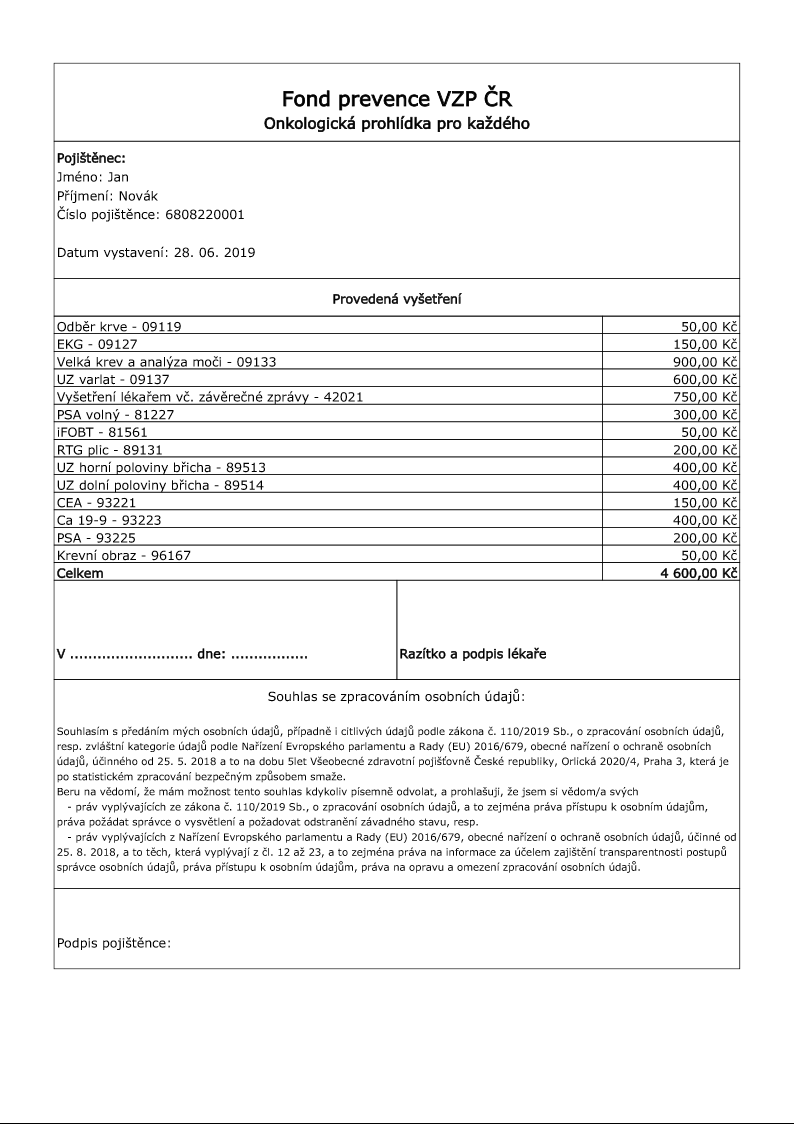 Fond prevence VZP ČR
Onkologická prohlídka pro každého
Pojištěnec:
Jméno: Jan
Příjmení: Novák
Číslo pojištěnce: 6808220001
Datum vystavení: 28. 06. 2019
Provedená vyšetření
Odběr krve - 09119 50,00 Kč
EKG - 09127 150,00 Kč
Velká krev a analýza moči - 09133 900,00 Kč
UZ varlat - 09137 600,00 Kč
Vyšetření lékařem vč. závěrečné zprávy - 42021 750,00 Kč
PSA volný - 81227 300,00 Kč
iFOBT - 81561 50,00 Kč
RTG plic - 89131 200,00 Kč
UZ horní poloviny břicha - 89513 400,00 Kč
UZ dolní poloviny břicha - 89514 400,00 Kč
CEA - 93221 150,00 Kč
Ca 19-9 - 93223 400,00 Kč
PSA - 93225 200,00 Kč
Krevní obraz - 96167 50,00 Kč
Celkem 4 600,00 Kč
V ........................... dne: ................. Razítko a podpis lékaře
Souhlas se zpracováním osobních údajů:
Souhlasím s předáním mých osobních údajů, případně i citlivých údajů podle zákona č. 110/2019 Sb., o zpracování osobních údajů,
resp. zvláštní kategorie údajů podle Nařízení Evropského parlamentu a Rady (EU) 2016/679, obecné nařízení o ochraně osobních
údajů, účinného od 25. 5. 2018 a to na dobu 5let Všeobecné zdravotní pojišťovně České republiky, Orlická 2020/4, Praha 3, která je
po statistickém zpracování bezpečným způsobem smaže.
Beru na vědomí, že mám možnost tento souhlas kdykoliv písemně odvolat, a prohlašuji, že jsem si vědom/a svých
- práv vyplývajících ze zákona č. 110/2019 Sb., o zpracování osobních údajů, a to zejména práva přístupu k osobním údajům,
práva požádat správce o vysvětlení a požadovat odstranění závadného stavu, resp.
- práv vyplývajících z Nařízení Evropského parlamentu a Rady (EU) 2016/679, obecné nařízení o ochraně osobních údajů, účinné od
25. 8. 2018, a to těch, která vyplývají z čl. 12 až 23, a to zejména práva na informace za účelem zajištění transparentnosti postupů
správce osobních údajů, práva přístupu k osobním údajům, práva na opravu a omezení zpracování osobních údajů.
Podpis pojištěnce: